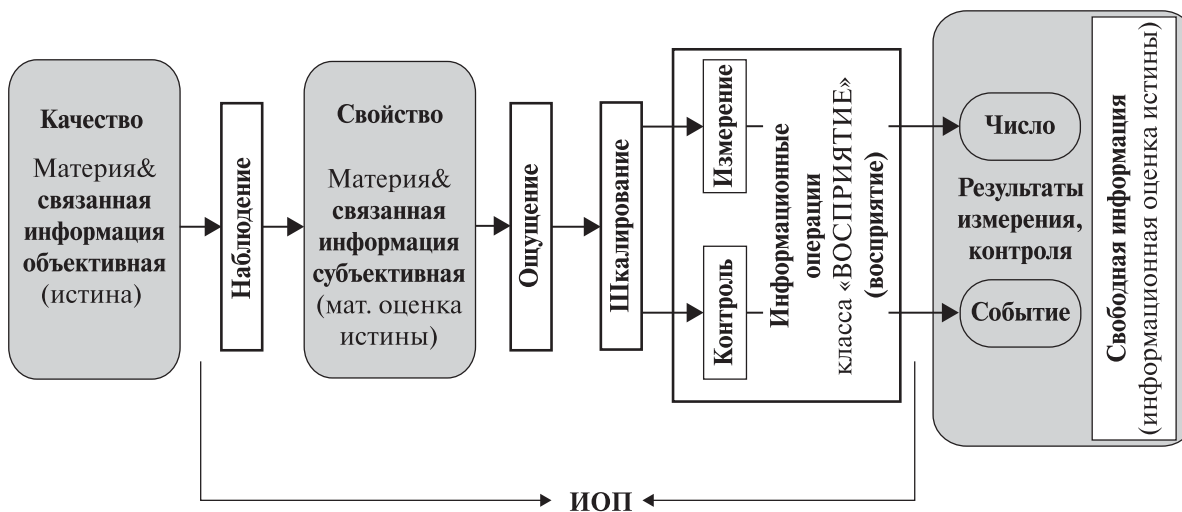 Качество
Материя&
связанная
информация
объективная
(истина)
Наблюдение
Свойство
Материя&
связанная
информация
субъективная
(мат. оценка
истины)
Ощущение
Шкалирование
Измерение
Контроль
Информационные
операции
класса «ВОСПРИЯТИЕ»
(восприятие)
Число
Результаты
измерения,
контроля
Событие
Свободная информация
(информационная оценка истины)
ИОП